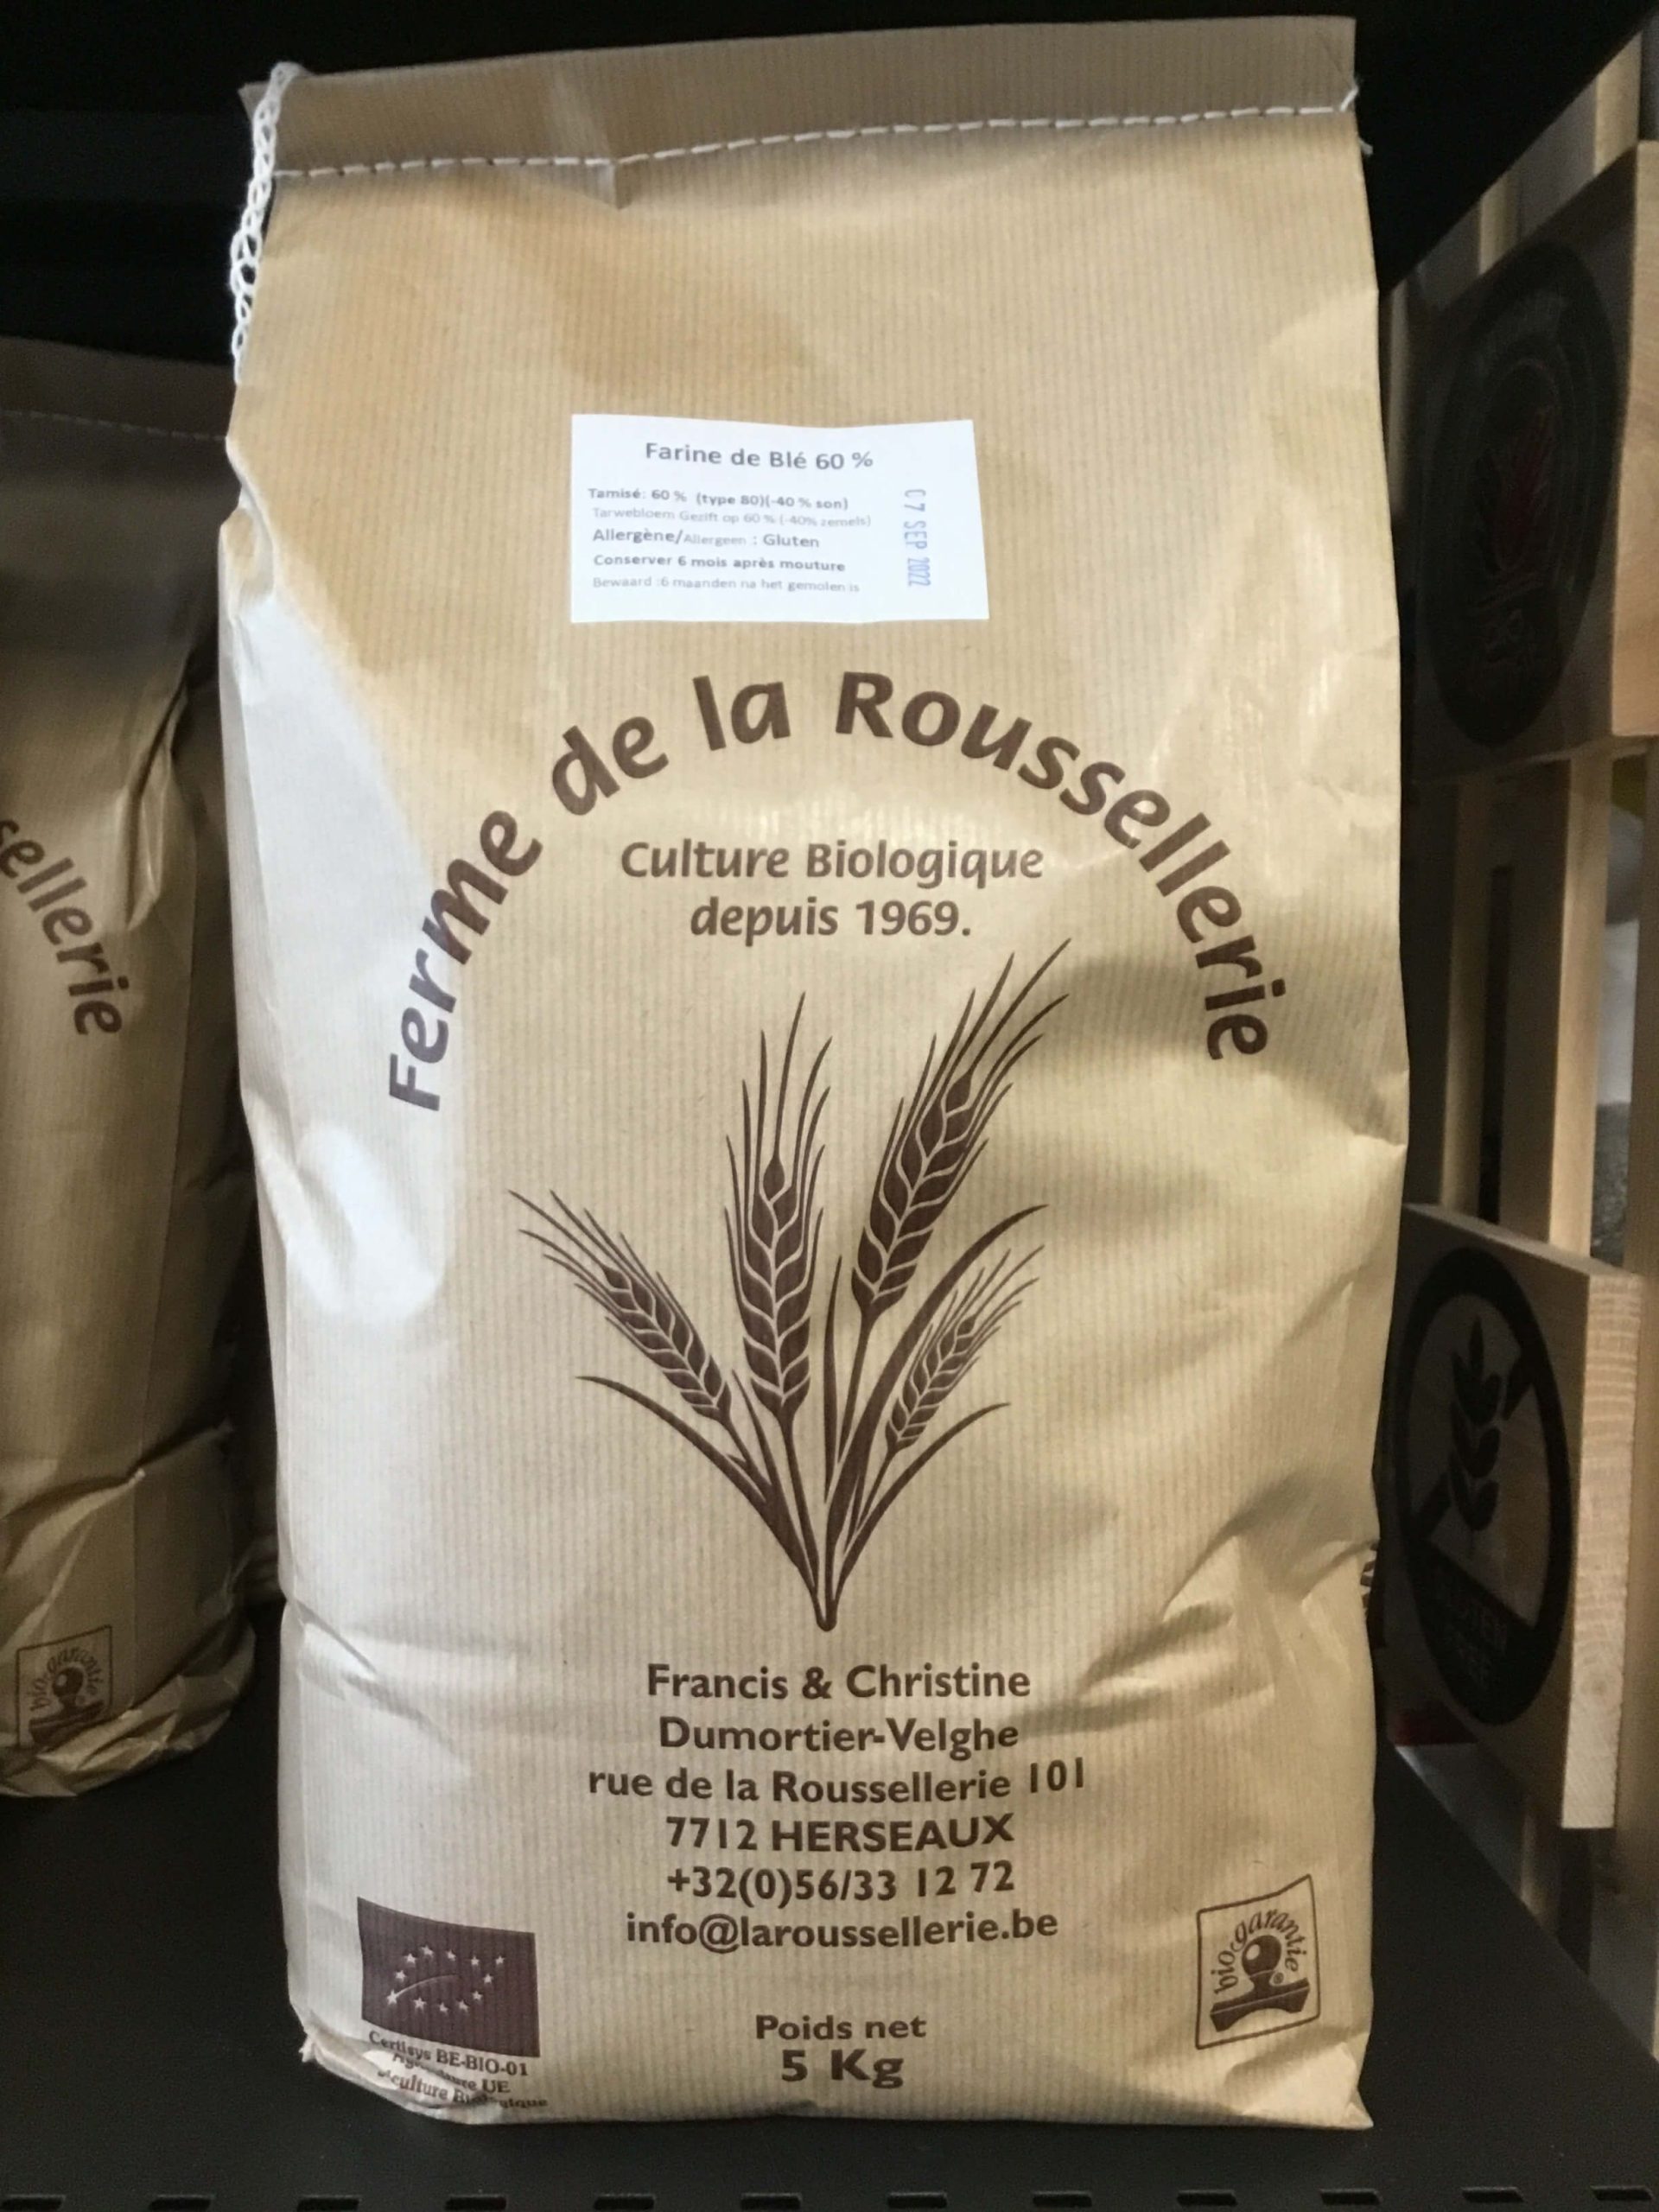 Farine de Blé 60 %
Tamisé: 60 % (type 80)(-40 % son)
Tarwebloem Gezift op 60 % (-40% zemels)
Allergène/Allergeen : Gluten
Conserver 6 mois après mouture
Bewaard :6 maanden na het gemolen is
07 SEP 2022
Ferme de la Roussellerie
Culture Biologique
depuis 1969.
Francis & Christine
Dumortier-Velghe
rue de la Roussellerie 101
7712 HERSEAUX
+32(0)56/33 12 72
info@laroussellerie.be
Poids net
5 Kg
Certisys BE-BIO-01
UE
biogarantie
®
sellerie
biogarantie